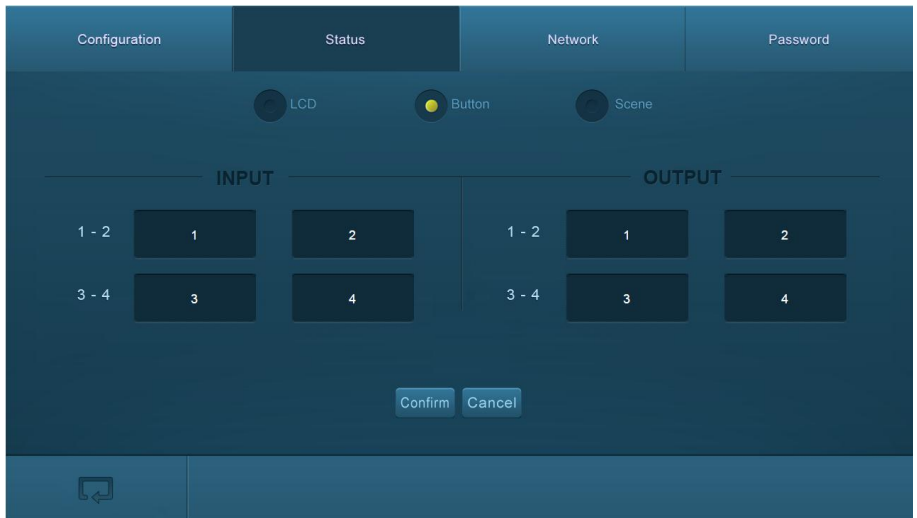 Configuration Status Network Password
LCD Button Scene
INPUT OUTPUT
1 - 2 1 2 1 - 2 1 2
3 - 4 3 4 3 - 4 3 4
Confirm Cancel